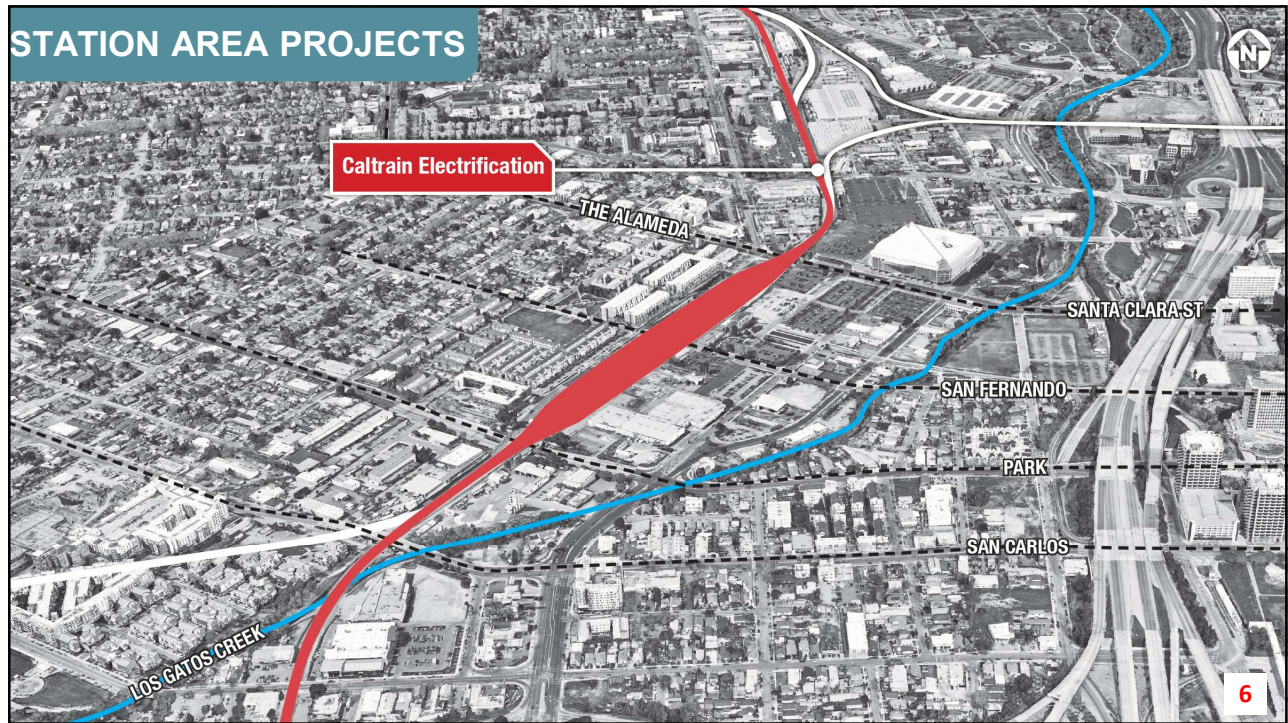 STATION AREA PROJECTS
N
Caltrain Electrification
THE ALAMEDA
SANTA CLARA ST
SAN FERNANDO
PARK
SAN CARLOS
LOS GATOS CREEK
6